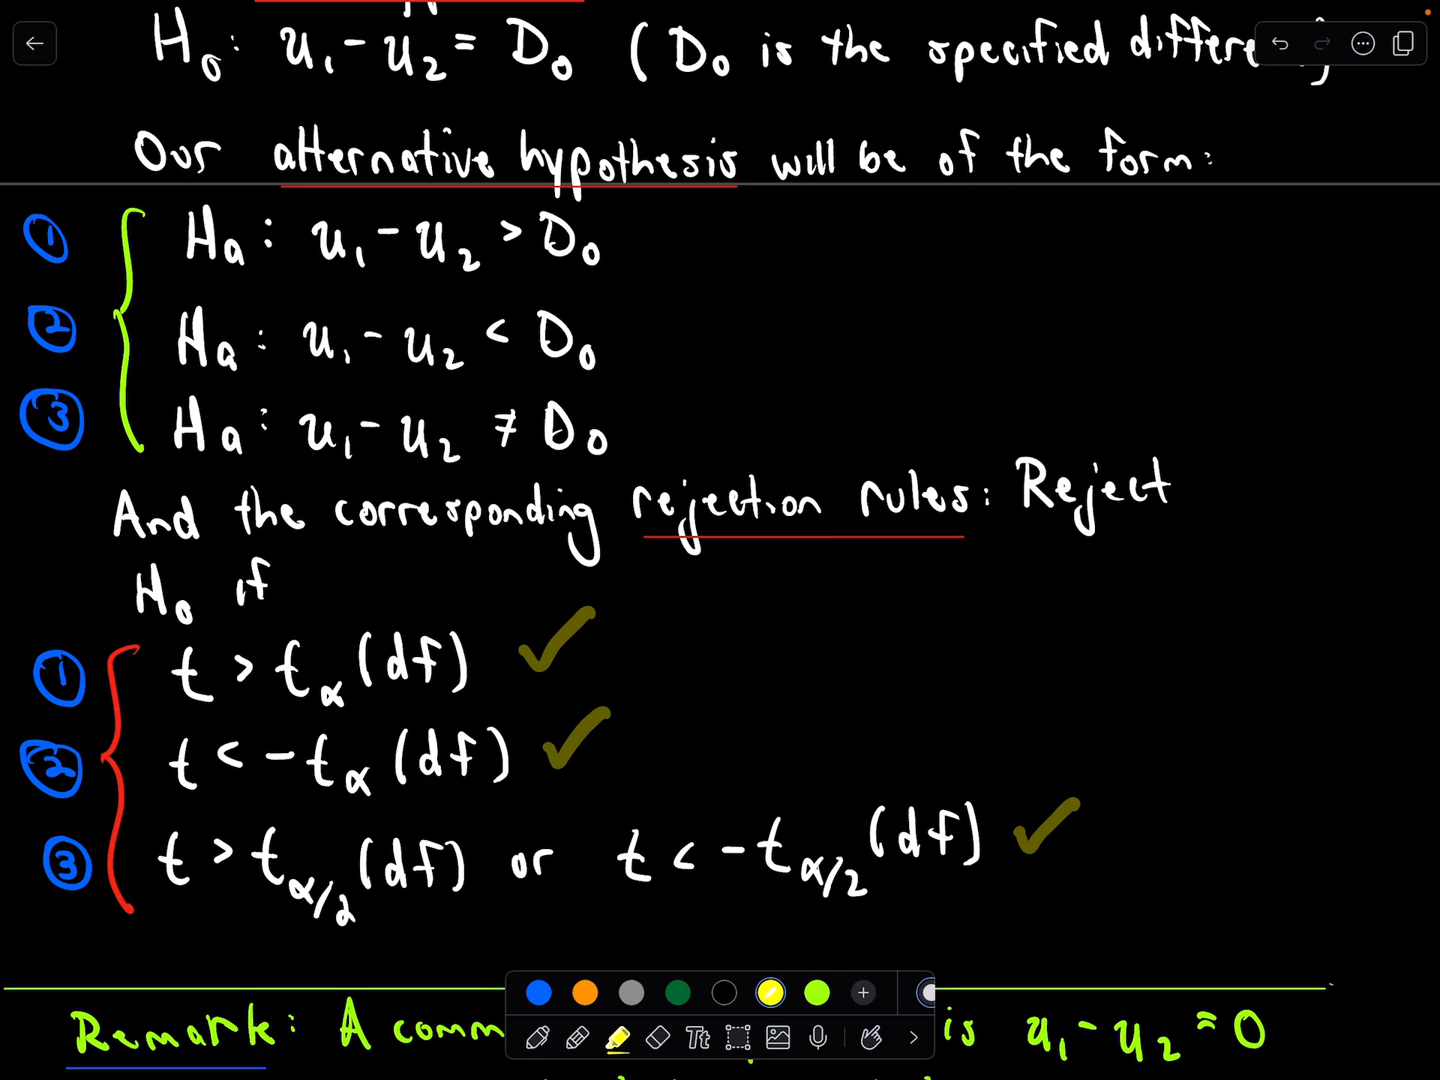 H₀: u₁ - u₂ = D₀ (D₀ is the specified differe
Our alternative hypothesis will be of the form:
① Hₐ: u₁ - u₂ > D₀
② Hₐ: u₁ - u₂ < D₀
③ Hₐ: u₁ - u₂ ≠ D₀
And the corresponding rejection rules: Reject
H₀ if
① t > t_α (df)
② t < -t_α (df)
③ t > t_α/2 (df) or t < -t_α/2 (df)
Remark: A comm is u₁ - u₂ = 0
Tt